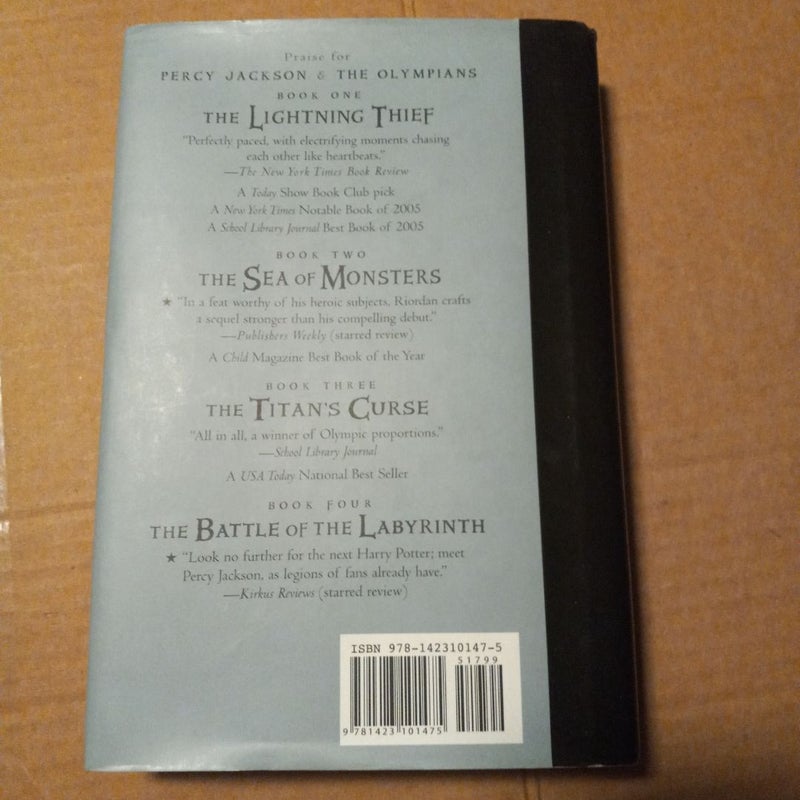 Praise for
PERCY JACKSON & THE OLYMPIANS
BOOK ONE
THE LIGHTNING THIEF
"Perfectly paced, with electrifying moments chasing
each other like heartbeats."
—The New York Times Book Review
A Today Show Book Club pick
A New York Times Notable Book of 2005
A School Library Journal Best Book of 2005
BOOK TWO
THE SEA OF MONSTERS
★ "In a feat worthy of his heroic subjects, Riordan crafts
a sequel stronger than his compelling debut."
—Publishers Weekly (starred review)
A Child Magazine Best Book of the Year
BOOK THREE
THE TITAN'S CURSE
"All in all, a winner of Olympic proportions."
—School Library Journal
A USA Today National Best Seller
BOOK FOUR
THE BATTLE OF THE LABYRINTH
★ "Look no further for the next Harry Potter; meet
Percy Jackson, as legions of fans already have."
—Kirkus Reviews (starred review)
ISBN 978-142310147-5
51799
9781423101475